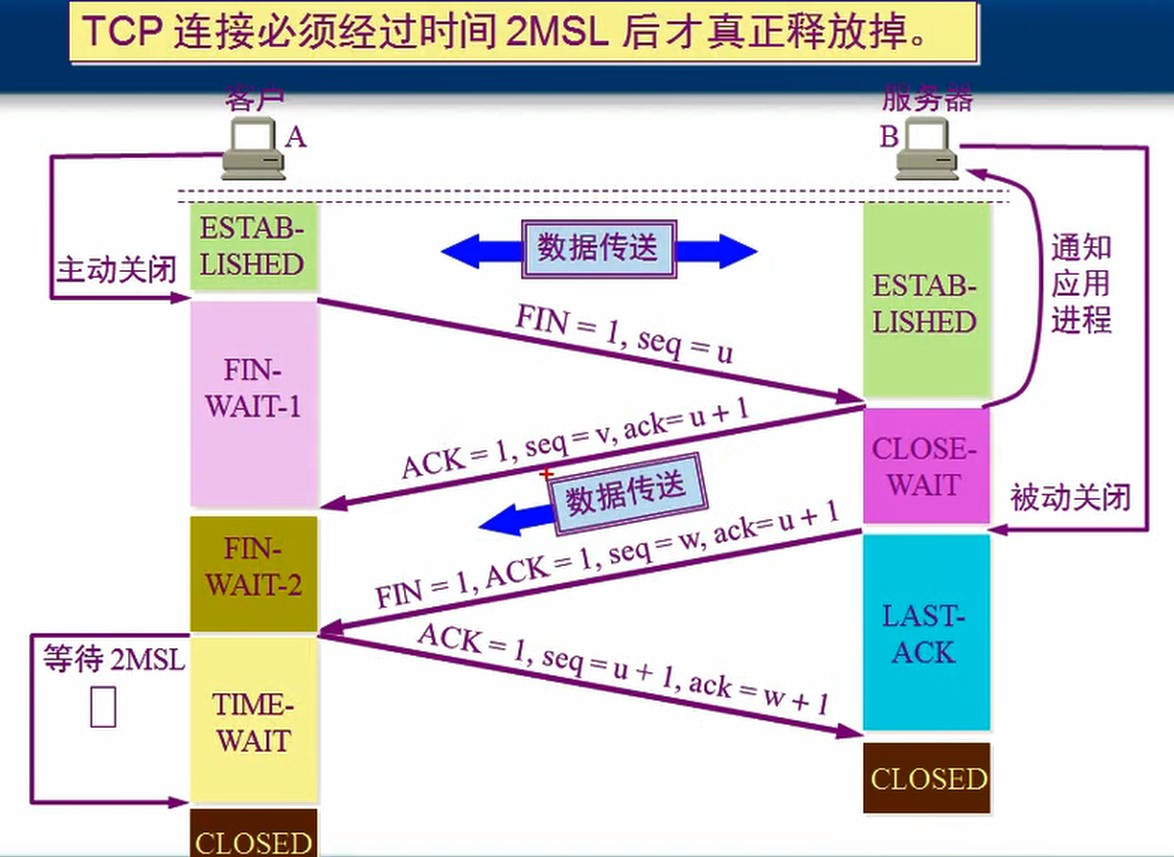 TCP 连接必须经过时间 2MSL 后才真正释放掉。
客户
服务器
A
B
ESTAB-
LISHED
数据传送
主动关闭
ESTAB-
LISHED
通知
应用
进程
FIN = 1, seq = u
FIN-
WAIT-1
ACK = 1, seq = v, ack= u + 1
CLOSE-
WAIT
数据传送
被动关闭
FIN-
WAIT-2
FIN = 1, ACK = 1, seq = w, ack= u + 1
LAST-
ACK
ACK = 1, seq = u + 1, ack = w + 1
等待 2MSL
TIME-
WAIT
CLOSED
CLOSED